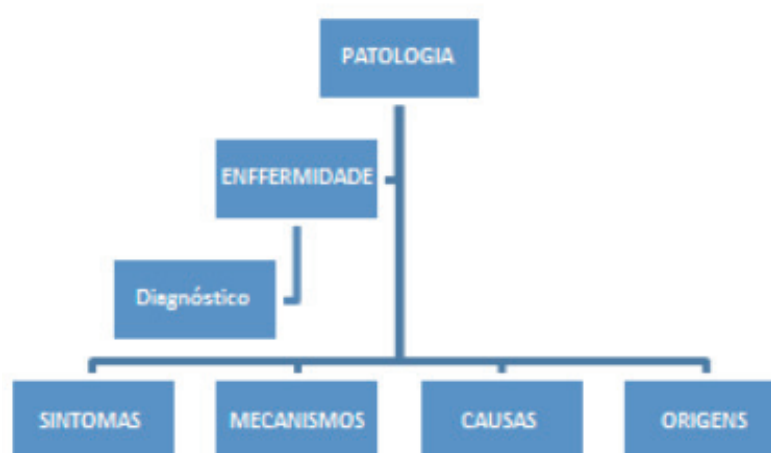 PATOLOGIA
ENFFERMIDADE
Diagnóstico
SINTOMAS
MECANISMOS
CAUSAS
ORIGENS